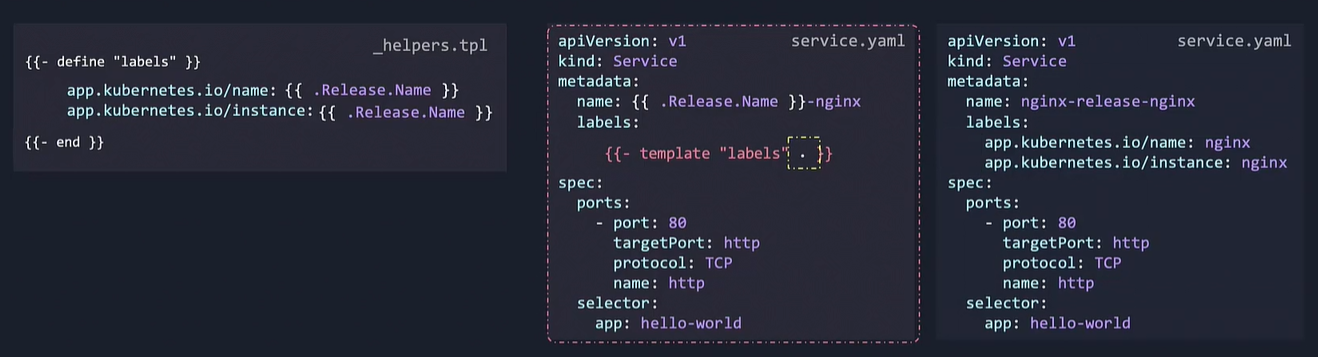 _helpers.tpl
{{- define "labels" }}
app.kubernetes.io/name: {{ .Release.Name }}
app.kubernetes.io/instance: {{ .Release.Name }}
{{- end }}
service.yaml
apiVersion: v1
kind: Service
metadata:
  name: {{ .Release.Name }}-nginx
  labels:
    {{- template "labels" . }}
spec:
  ports:
    - port: 80
      targetPort: http
      protocol: TCP
      name: http
  selector:
    app: hello-world
service.yaml
apiVersion: v1
kind: Service
metadata:
  name: nginx-release-nginx
  labels:
    app.kubernetes.io/name: nginx
    app.kubernetes.io/instance: nginx
spec:
  ports:
    - port: 80
      targetPort: http
      protocol: TCP
      name: http
  selector:
    app: hello-world